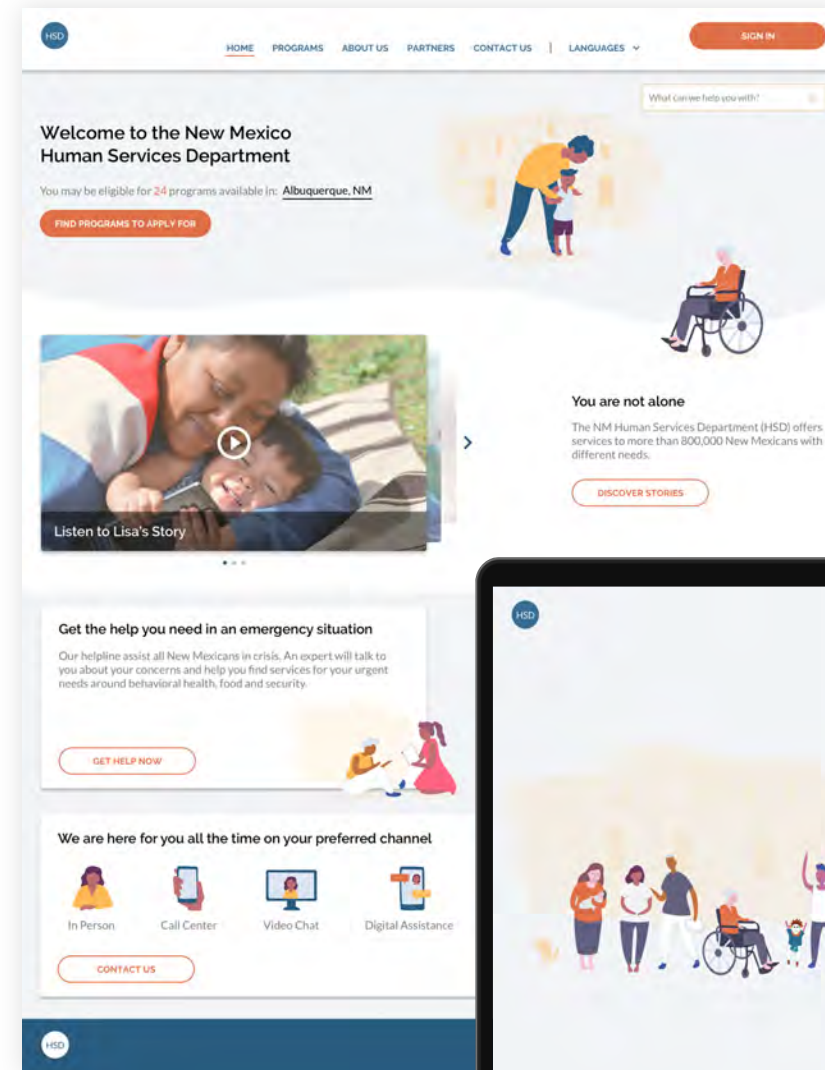 HSD
HOME PROGRAMS ABOUT US PARTNERS CONTACT US | LANGUAGES
SIGN IN
What can we help you with?
Welcome to the New Mexico
Human Services Department
You may be eligible for 24 programs available in: Albuquerque, NM
FIND PROGRAMS TO APPLY FOR
Listen to Lisa's Story
You are not alone
The NM Human Services Department (HSD) offers
services to more than 800,000 New Mexicans with
different needs.
DISCOVER STORIES
HSD
Get the help you need in an emergency situation
Our helpline assist all New Mexicans in crisis. An expert will talk to
you about your concerns and help you find services for your urgent
needs around behavioral health, food and security.
GET HELP NOW
We are here for you all the time on your preferred channel
In Person Call Center Video Chat Digital Assistance
CONTACT US
HSD